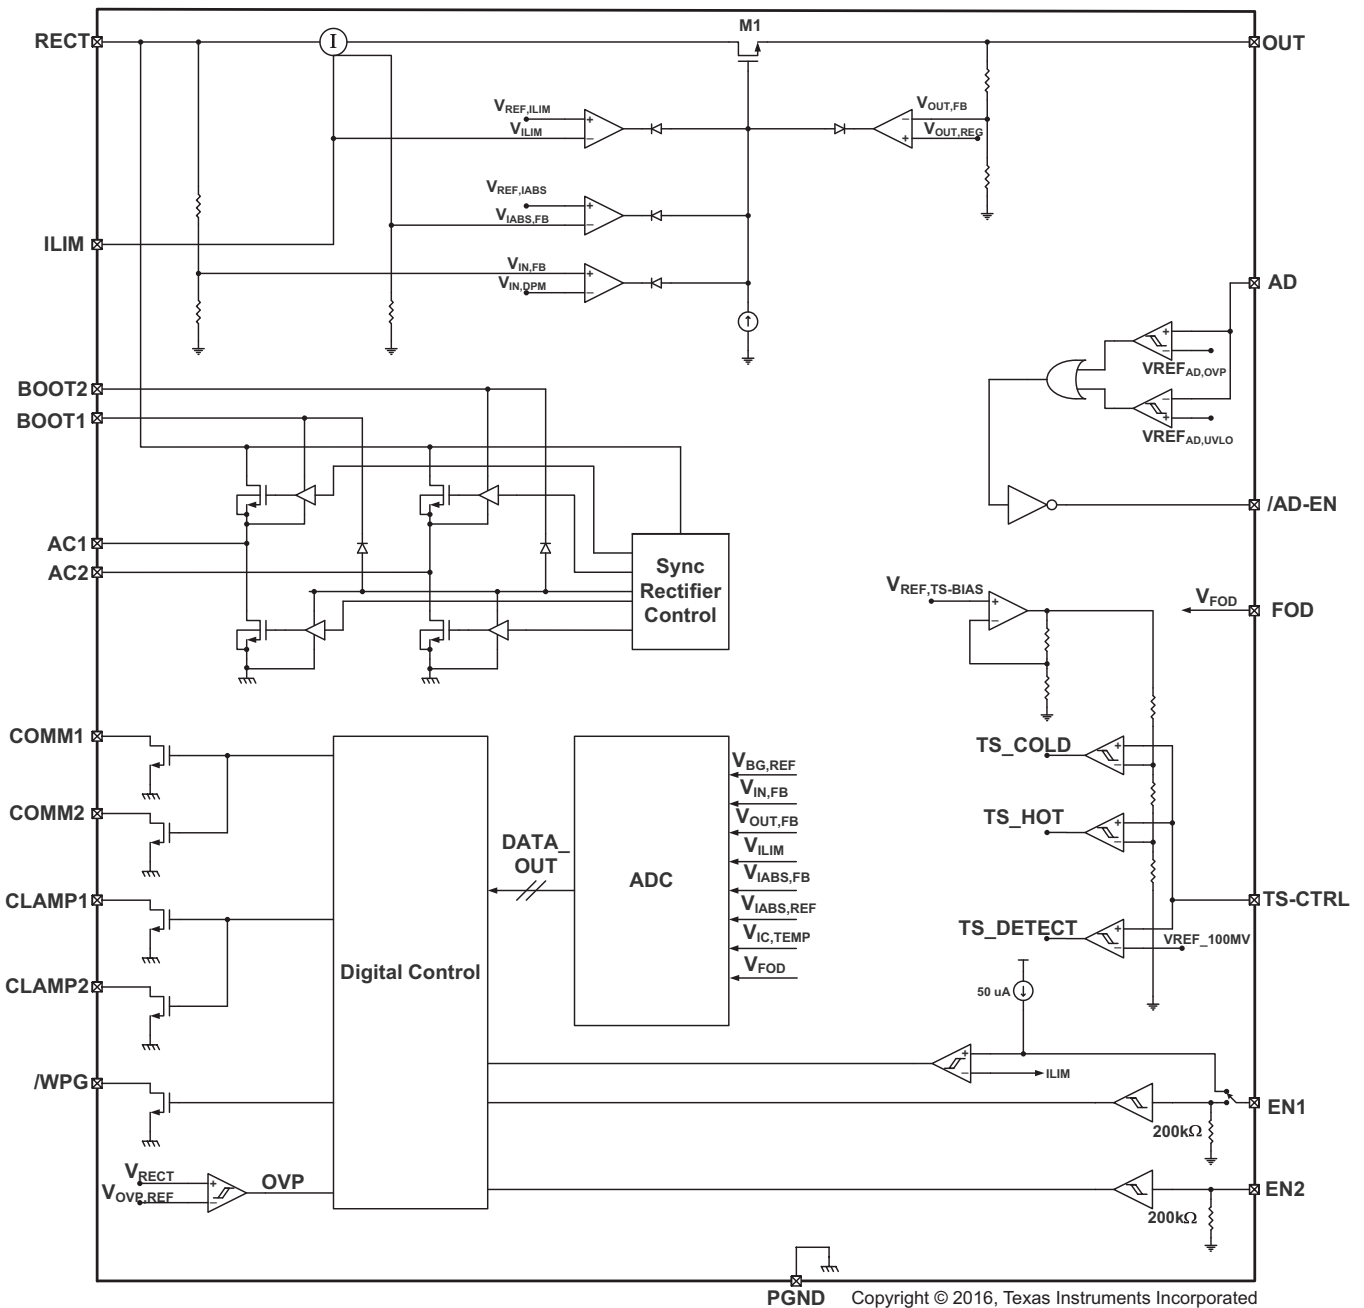 M1
RECT
I
OUT
VREF,ILIM
VILIM
VOUT,FB
VOUT,REG
VREF,IABS
VIABS,FB
ILIM
VIN,FB
VIN,DPM
AD
VREFAD,OVP
VREFAD,UVLO
BOOT2
BOOT1
/AD-EN
AC1
AC2
Sync
Rectifier
Control
VREF,TS-BIAS
VFOD
FOD
COMM1
COMM2
CLAMP1
CLAMP2
/WPG
Digital Control
DATA_
OUT
ADC
VBG,REF
VIN,FB
VOUT,FB
VILIM
VIABS,FB
VIABS,REF
VIC,TEMP
VFOD
TS_COLD
TS_HOT
TS_DETECT
VREF_100MV
TS-CTRL
50 uA
ILIM
EN1
200kΩ
EN2
200kΩ
VRECT
VOVP,REF
OVP
PGND
Copyright © 2016, Texas Instruments Incorporated